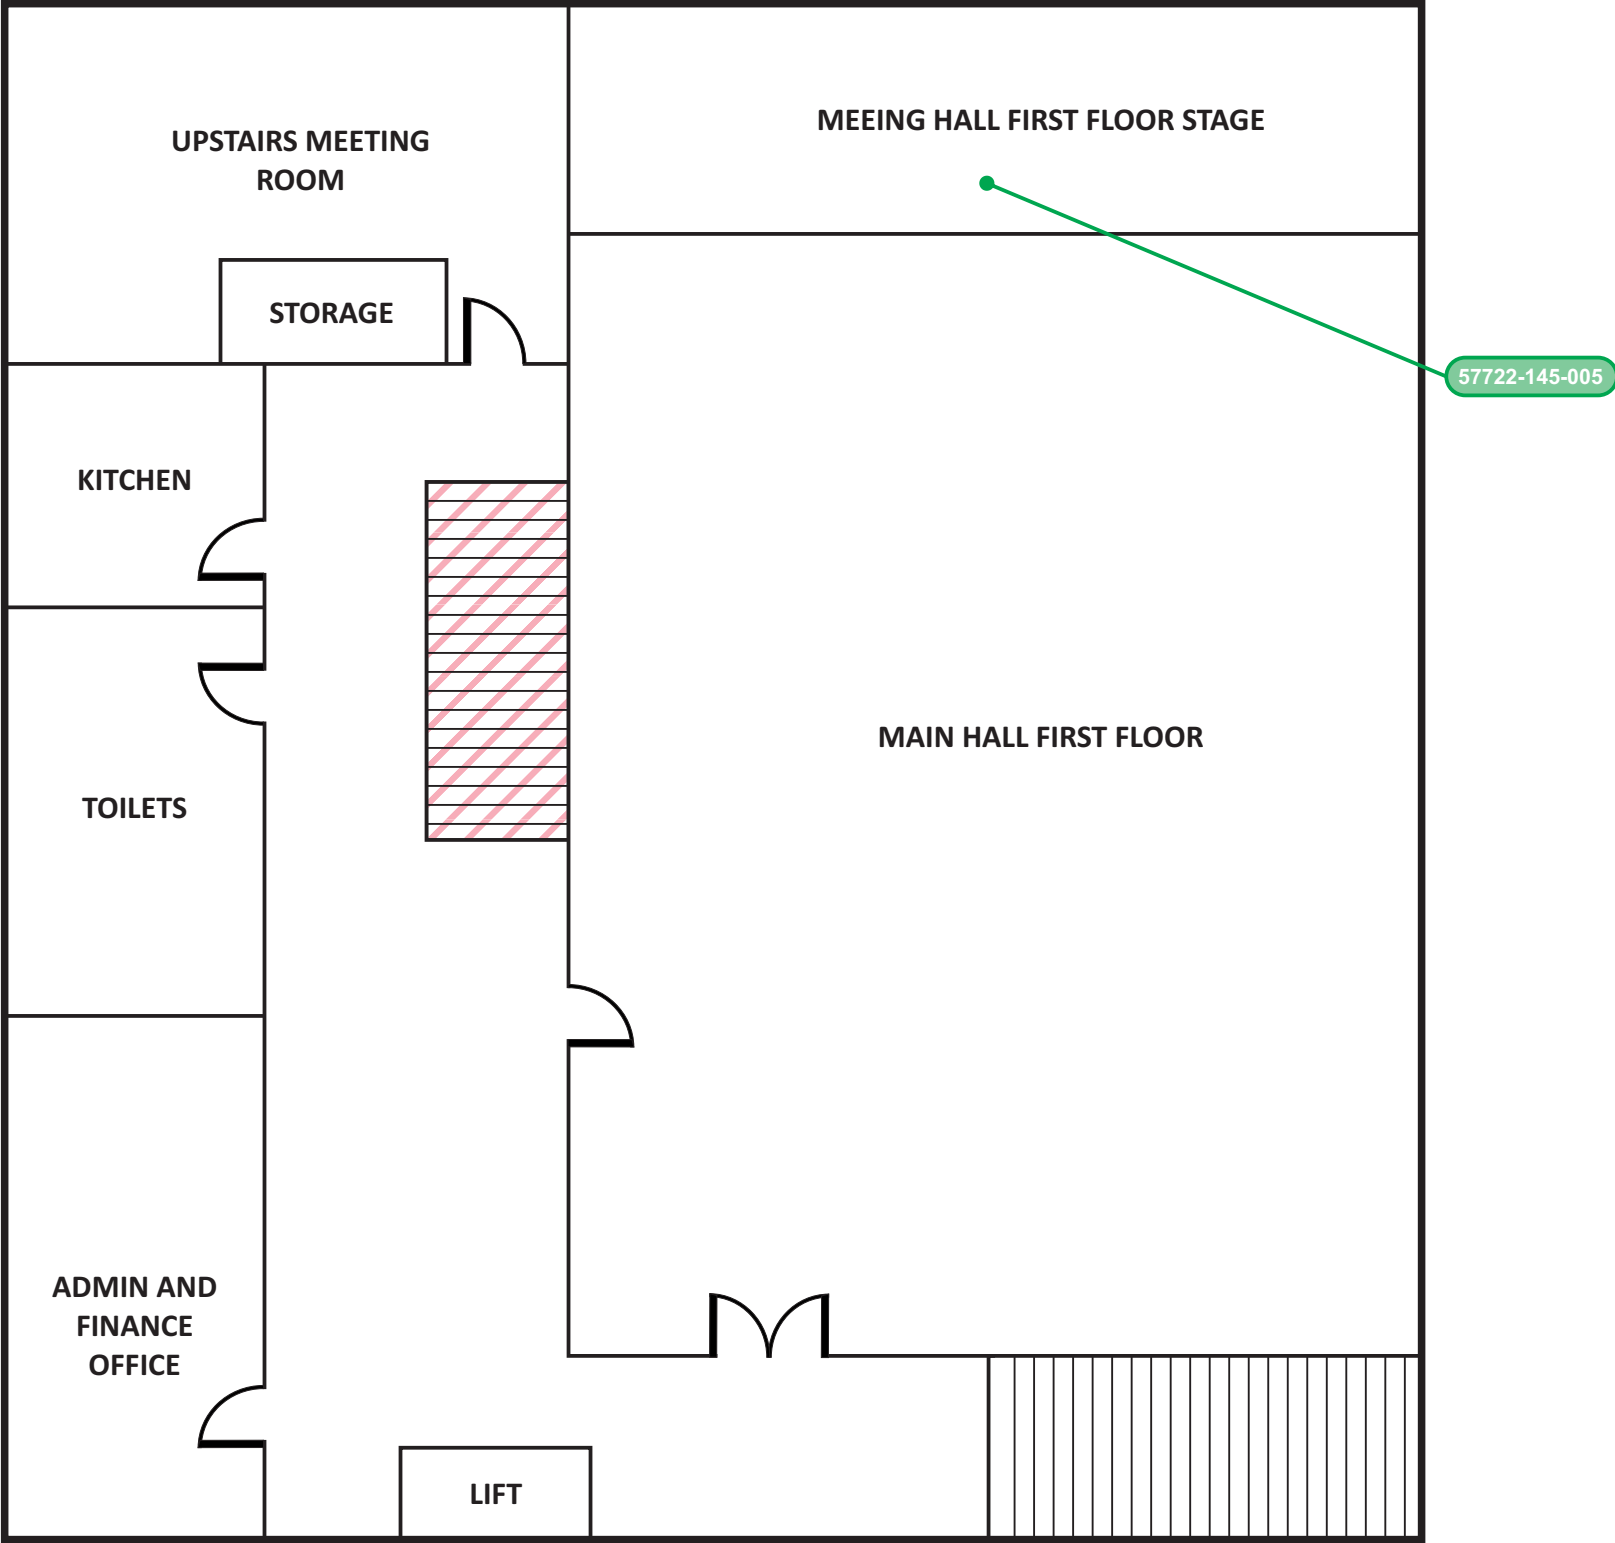 UPSTAIRS MEETING
ROOM
MEEING HALL FIRST FLOOR STAGE
STORAGE
57722-145-005
KITCHEN
MAIN HALL FIRST FLOOR
TOILETS
ADMIN AND
FINANCE
OFFICE
LIFT